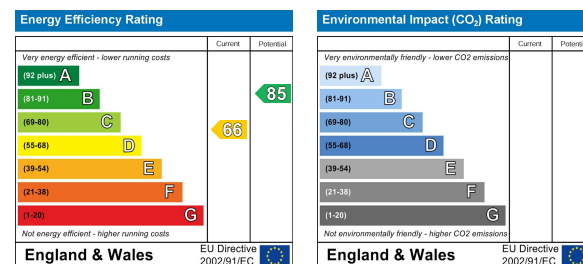 Energy Efficiency Rating
Current Potential
Very energy efficient - lower running costs
(92 plus) A
(81-91) B
(69-80) C
(55-68) D
(39-54) E
(21-38) F
(1-20) G
85
66
Not energy efficient - higher running costs
England & Wales
EU Directive
2002/91/EC
Environmental Impact (CO₂) Rating
Current Potential
Very environmentally friendly - lower CO2 emissions
(92 plus) A
(81-91) B
(69-80) C
(55-68) D
(39-54) E
(21-38) F
(1-20) G
Not environmentally friendly - higher CO2 emissions
England & Wales
EU Directive
2002/91/EC